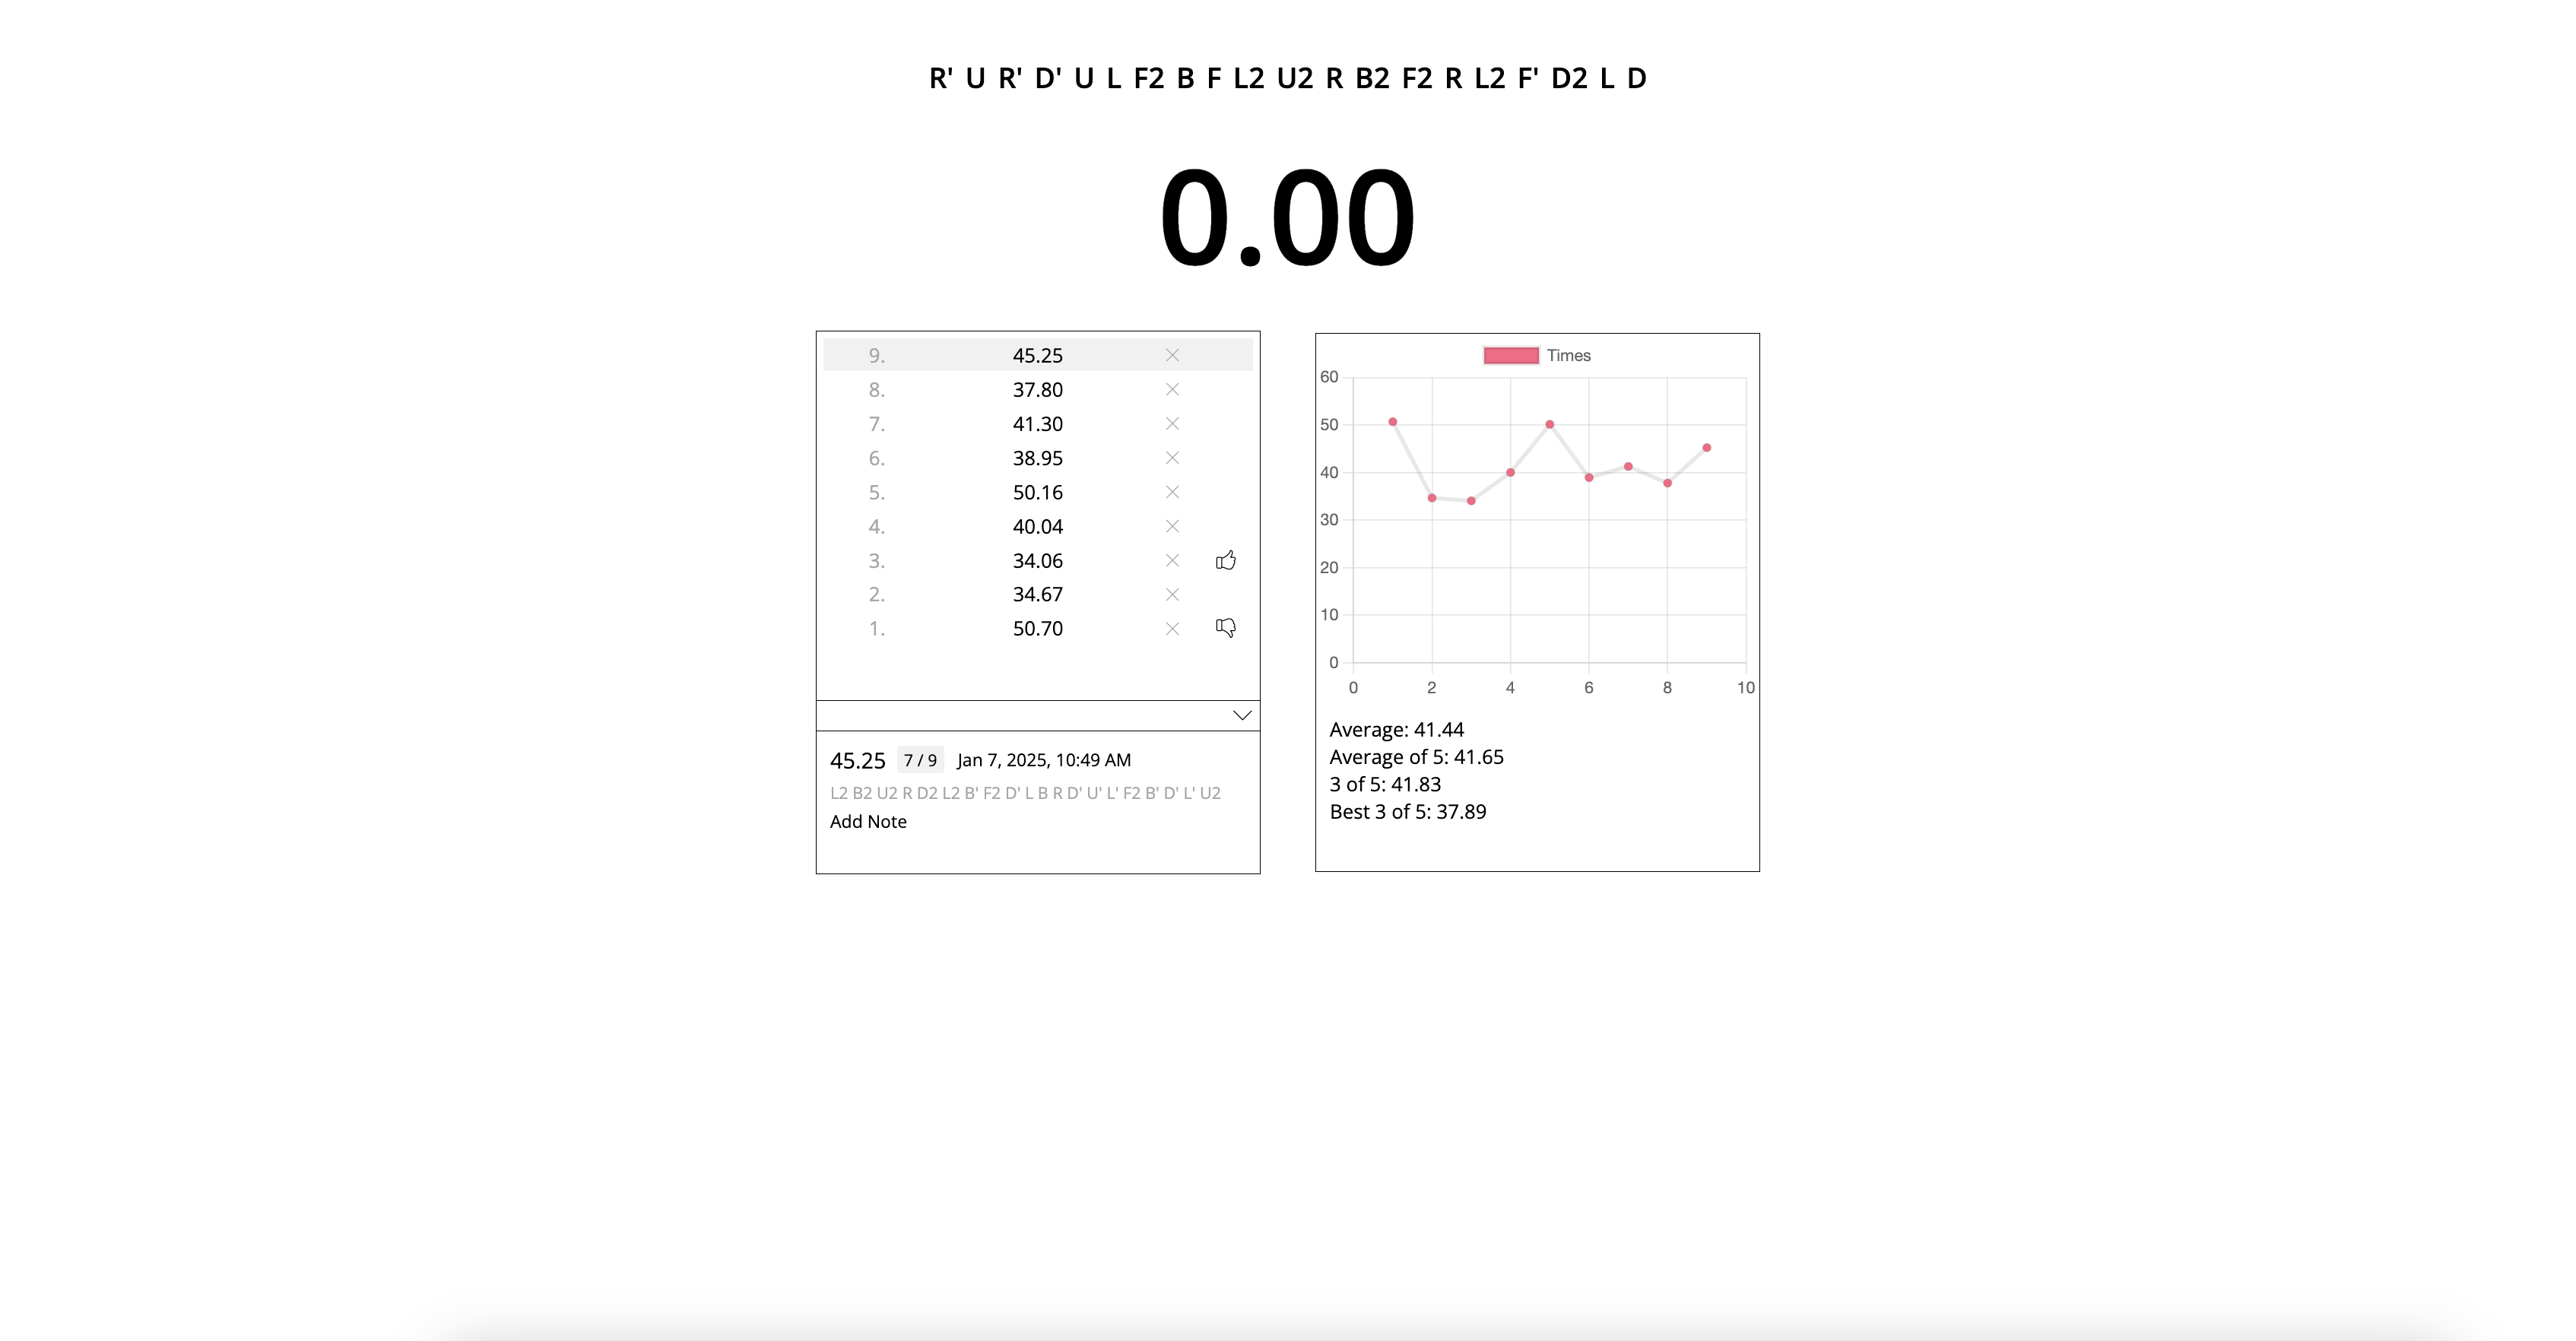 R' U R' D' U L F2 B F L2 U2 R B2 F2 R L2 F' D2 L D
0.00
9. 45.25
8. 37.80
7. 41.30
6. 38.95
5. 50.16
4. 40.04
3. 34.06
2. 34.67
1. 50.70
45.25 7 / 9 Jan 7, 2025, 10:49 AM
L2 B2 U2 R D2 L2 B' F2 D' L B R D' U' L' F2 B' D' L' U2
Add Note
Times
60
50
40
30
20
10
0
0 2 4 6 8 10
Average: 41.44
Average of 5: 41.65
3 of 5: 41.83
Best 3 of 5: 37.89